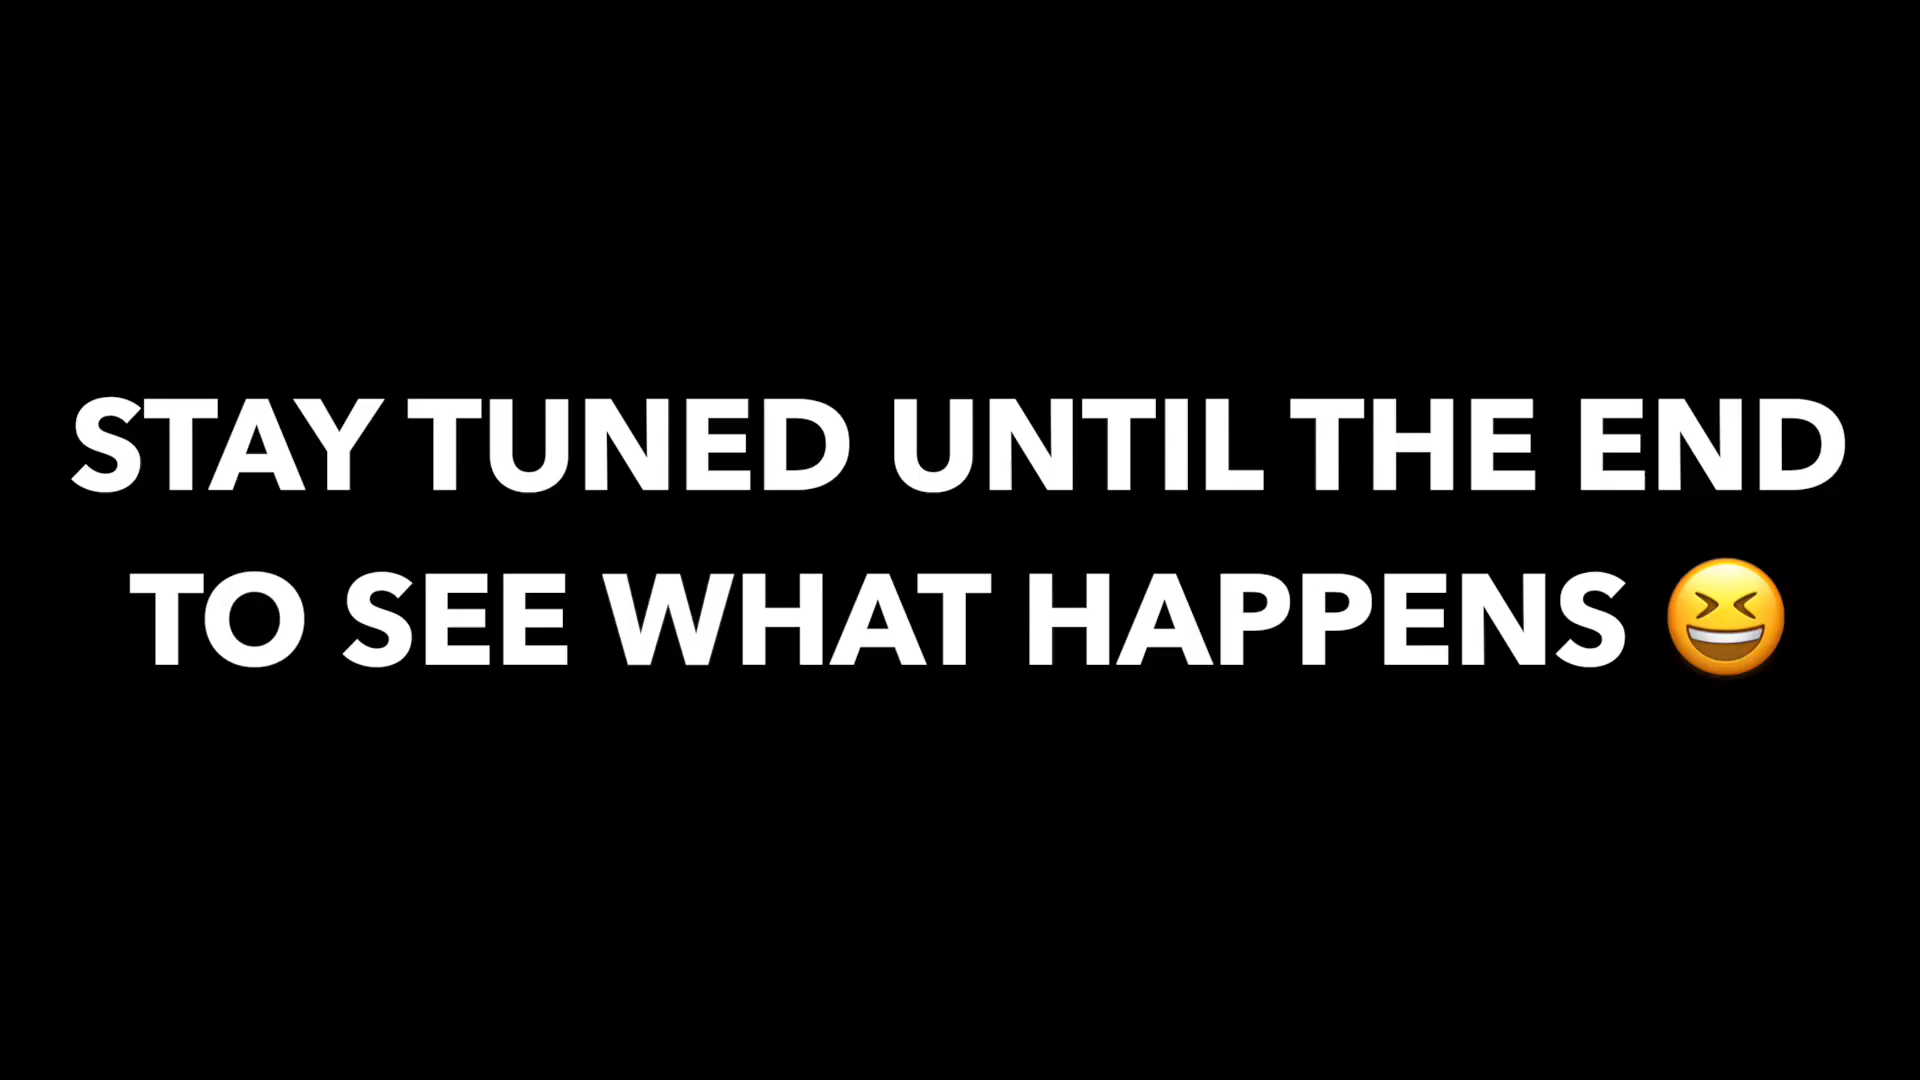 STAY TUNED UNTIL THE END
TO SEE WHAT HAPPENS 😆